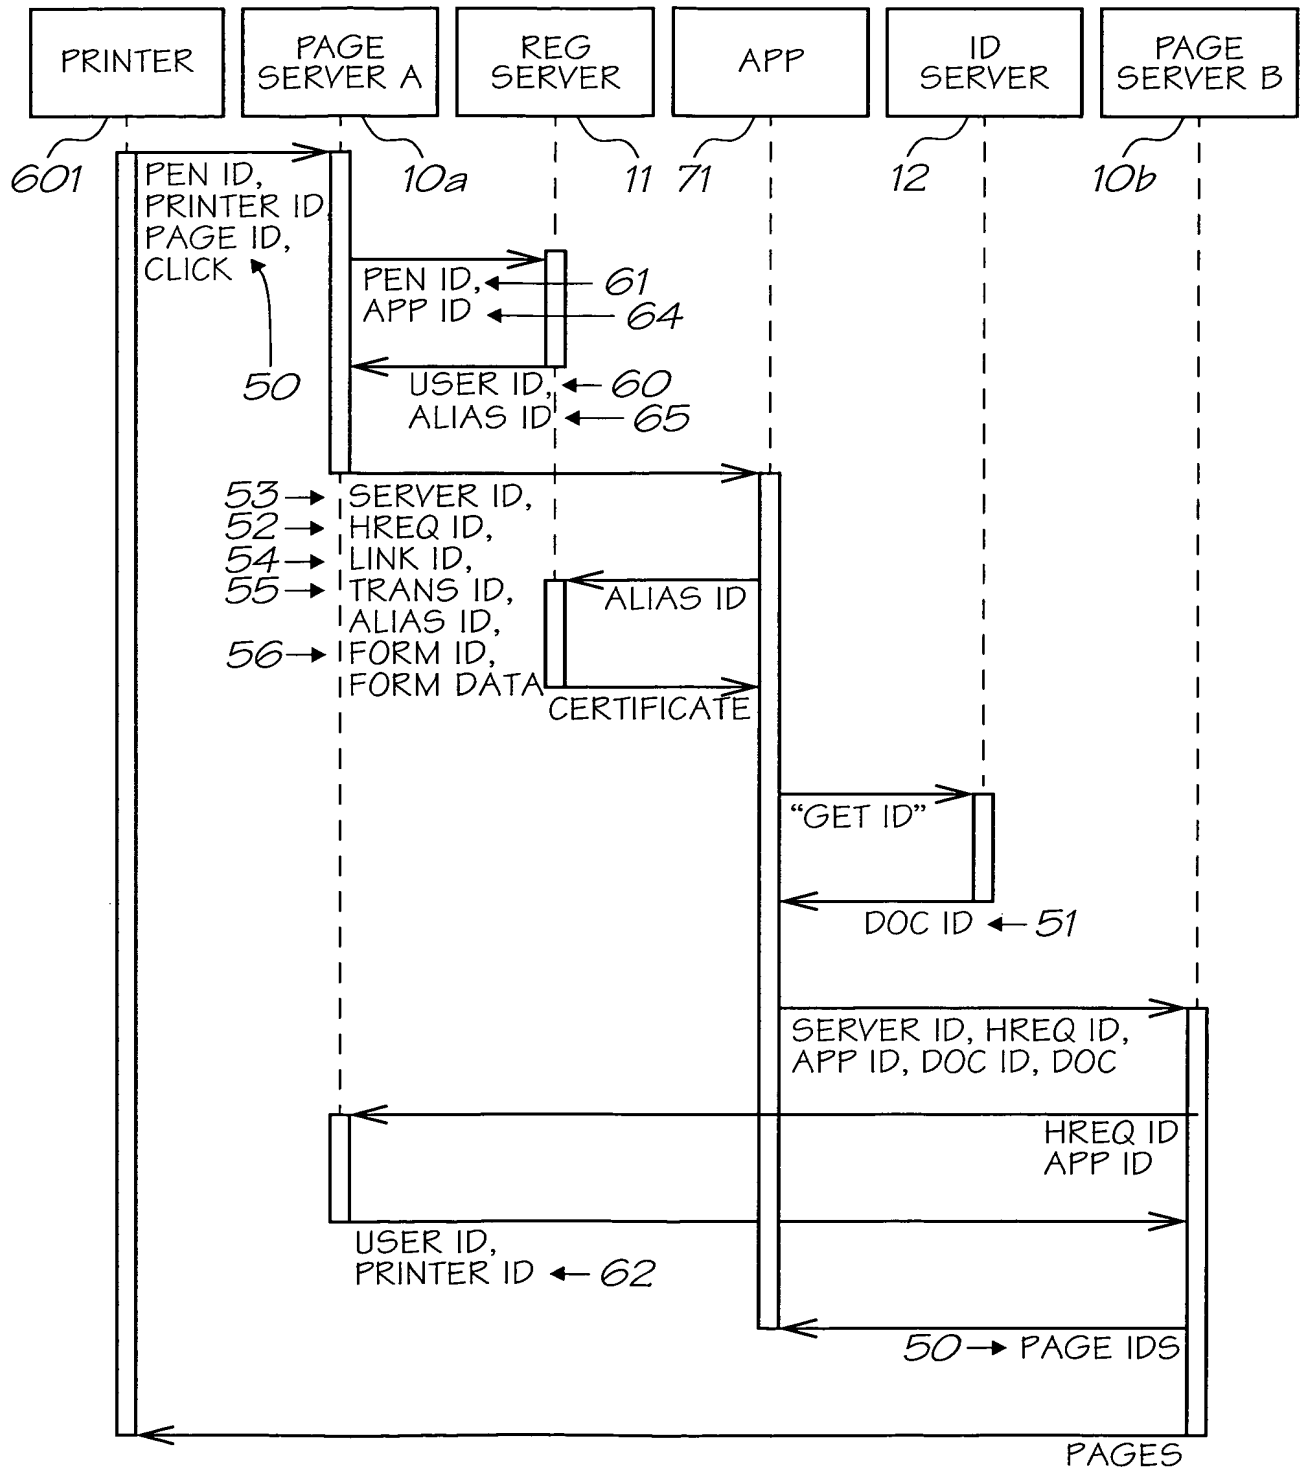 PRINTER
PAGE
SERVER A
REG
SERVER
APP
ID
SERVER
PAGE
SERVER B
601
10a
11
71
12
10b
PEN ID,
PRINTER ID
PAGE ID,
CLICK
50
PEN ID,
61
APP ID
64
USER ID,
60
ALIAS ID
65
53
SERVER ID,
52
HREQ ID,
54
LINK ID,
55
TRANS ID,
ALIAS ID,
56
FORM ID,
FORM DATA
ALIAS ID
CERTIFICATE
“GET ID”
DOC ID
51
SERVER ID, HREQ ID,
APP ID, DOC ID, DOC
HREQ ID
APP ID
USER ID,
PRINTER ID
62
50
PAGE IDS
PAGES